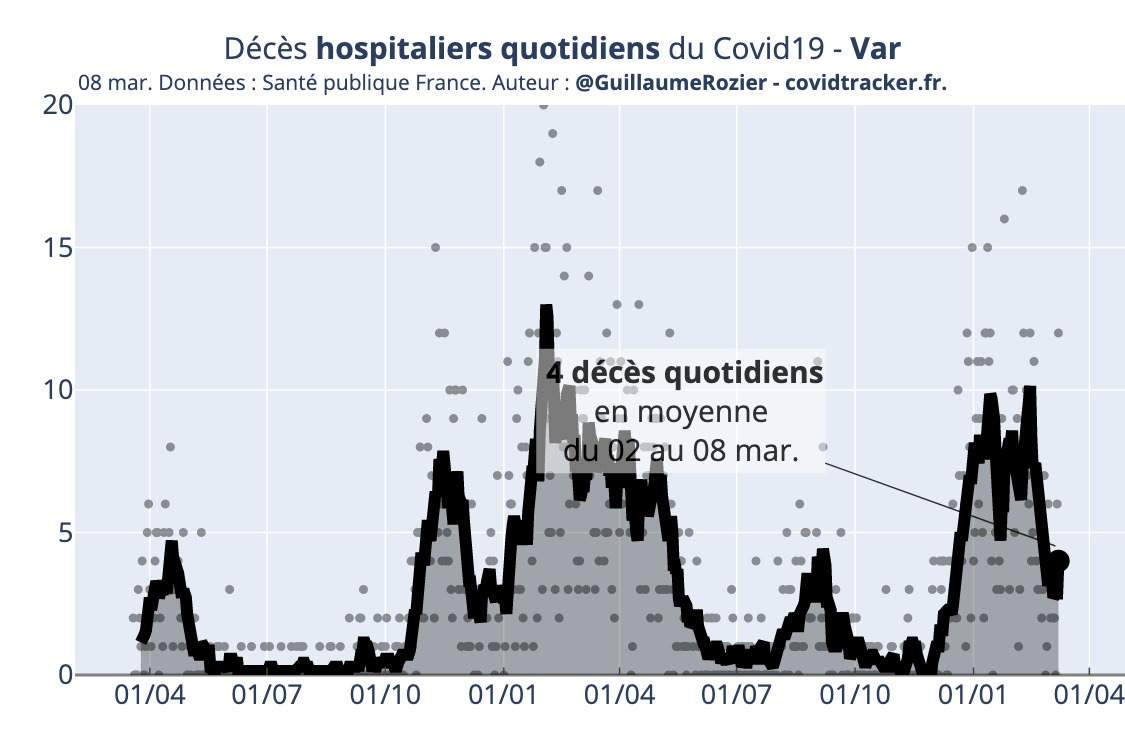 Décès hospitaliers quotidiens du Covid19 - Var
08 mar. Données : Santé publique France. Auteur : @GuillaumeRozier - covidtracker.fr.
20
15
10
5
0
4 décès quotidiens
en moyenne
du 02 au 08 mar.
01/04 01/07 01/10 01/01 01/04 01/07 01/10 01/01 01/04